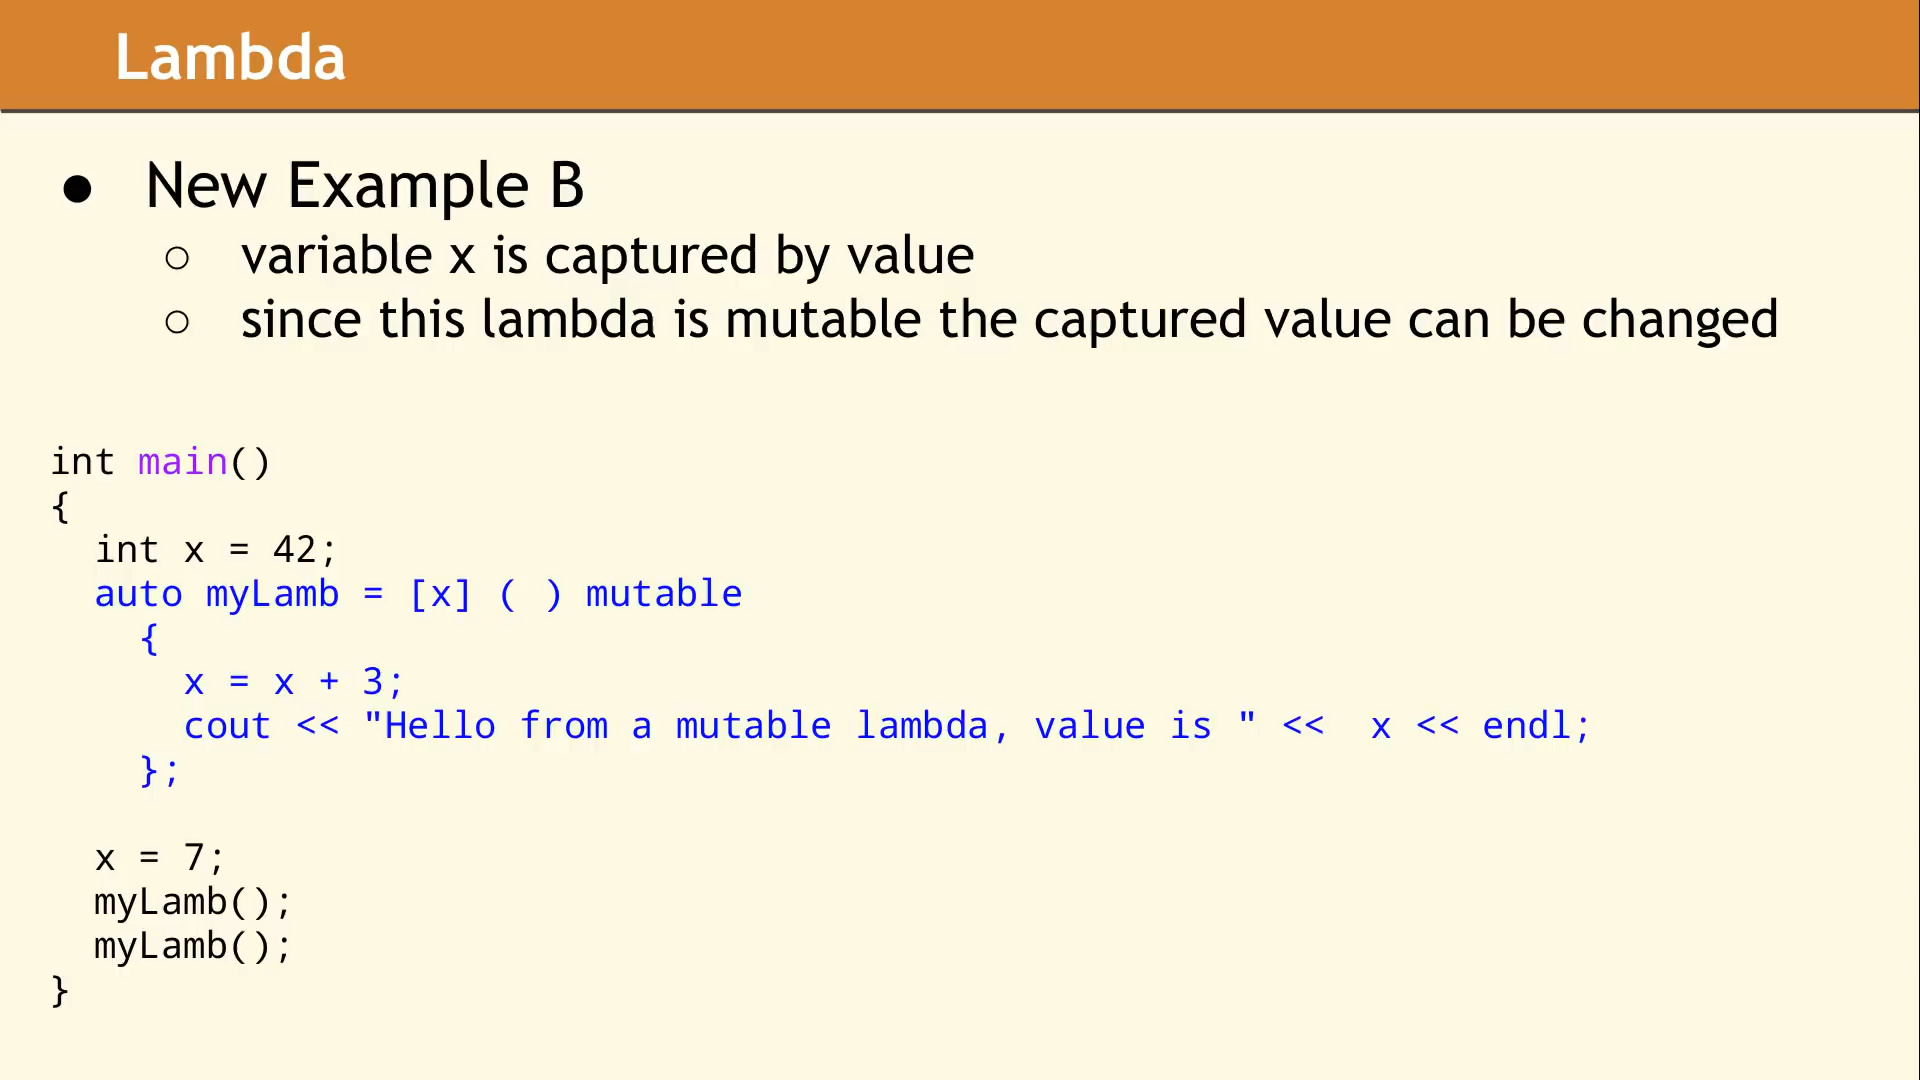 Lambda
● New Example B
○ variable x is captured by value
○ since this lambda is mutable the captured value can be changed
int main()
{
  int x = 42;
  auto myLamb = [x] ( ) mutable
    {
      x = x + 3;
      cout << "Hello from a mutable lambda, value is " <<  x << endl;
    };

  x = 7;
  myLamb();
  myLamb();
}